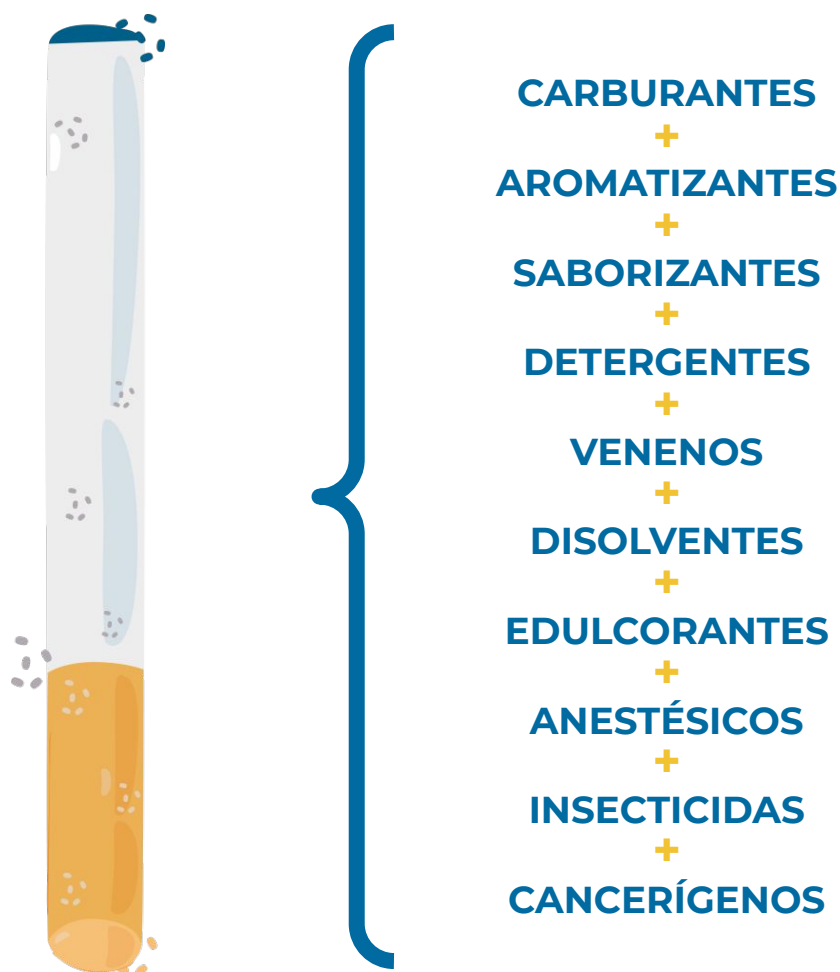 CARBURANTES
+
AROMATIZANTES
+
SABORIZANTES
+
DETERGENTES
+
VENENOS
+
DISOLVENTES
+
EDULCORANTES
+
ANESTÉSICOS
+
INSECTICIDAS
+
CANCERÍGENOS